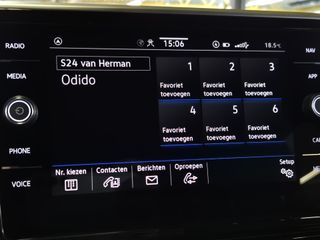 RADIO
MEDIA
PHONE
VOICE
15:06
18.5°C
NAV
APP
S24 van Herman
Odido
1
Favoriet
toevoegen
2
Favoriet
toevoegen
3
Favoriet
toevoegen
4
Favoriet
toevoegen
5
Favoriet
toevoegen
6
Favoriet
toevoegen
Nr. kiezen
Contacten
Berichten
Oproepen
Setup